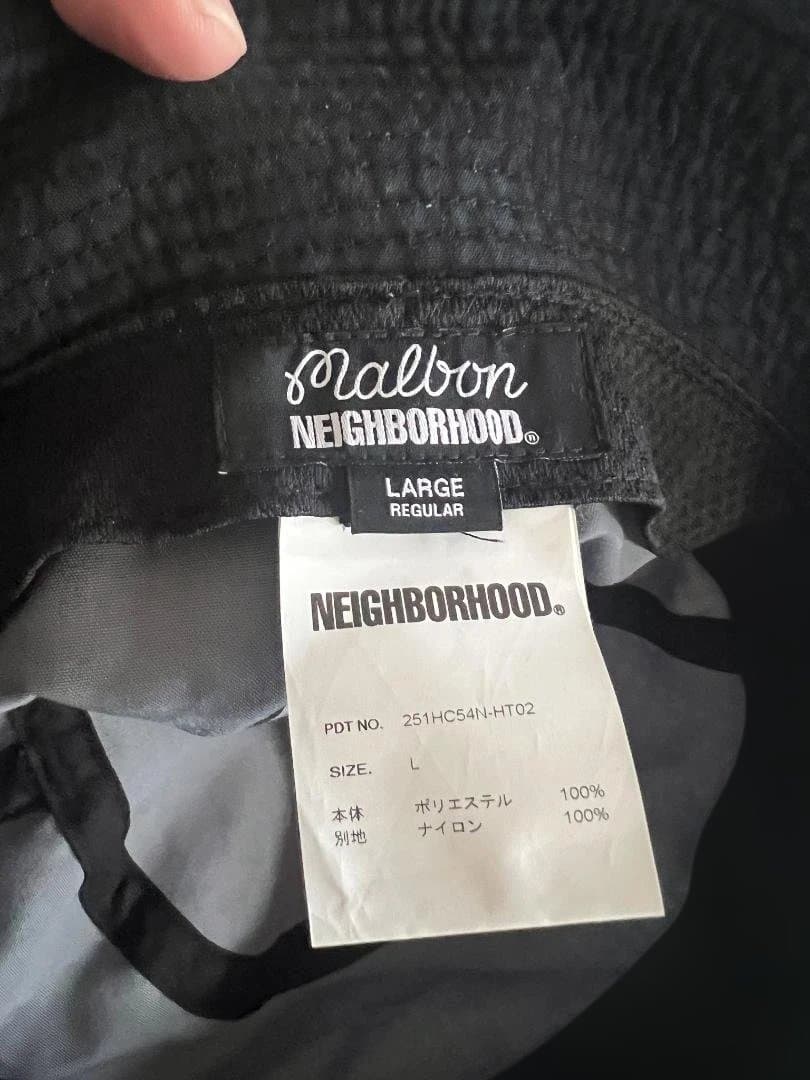 malbon
NEIGHBORHOOD®
LARGE
REGULAR
NEIGHBORHOOD®
PDT NO. 251HC54N-HT02
SIZE. L
本体 ポリエステル 100%
別地 ナイロン 100%